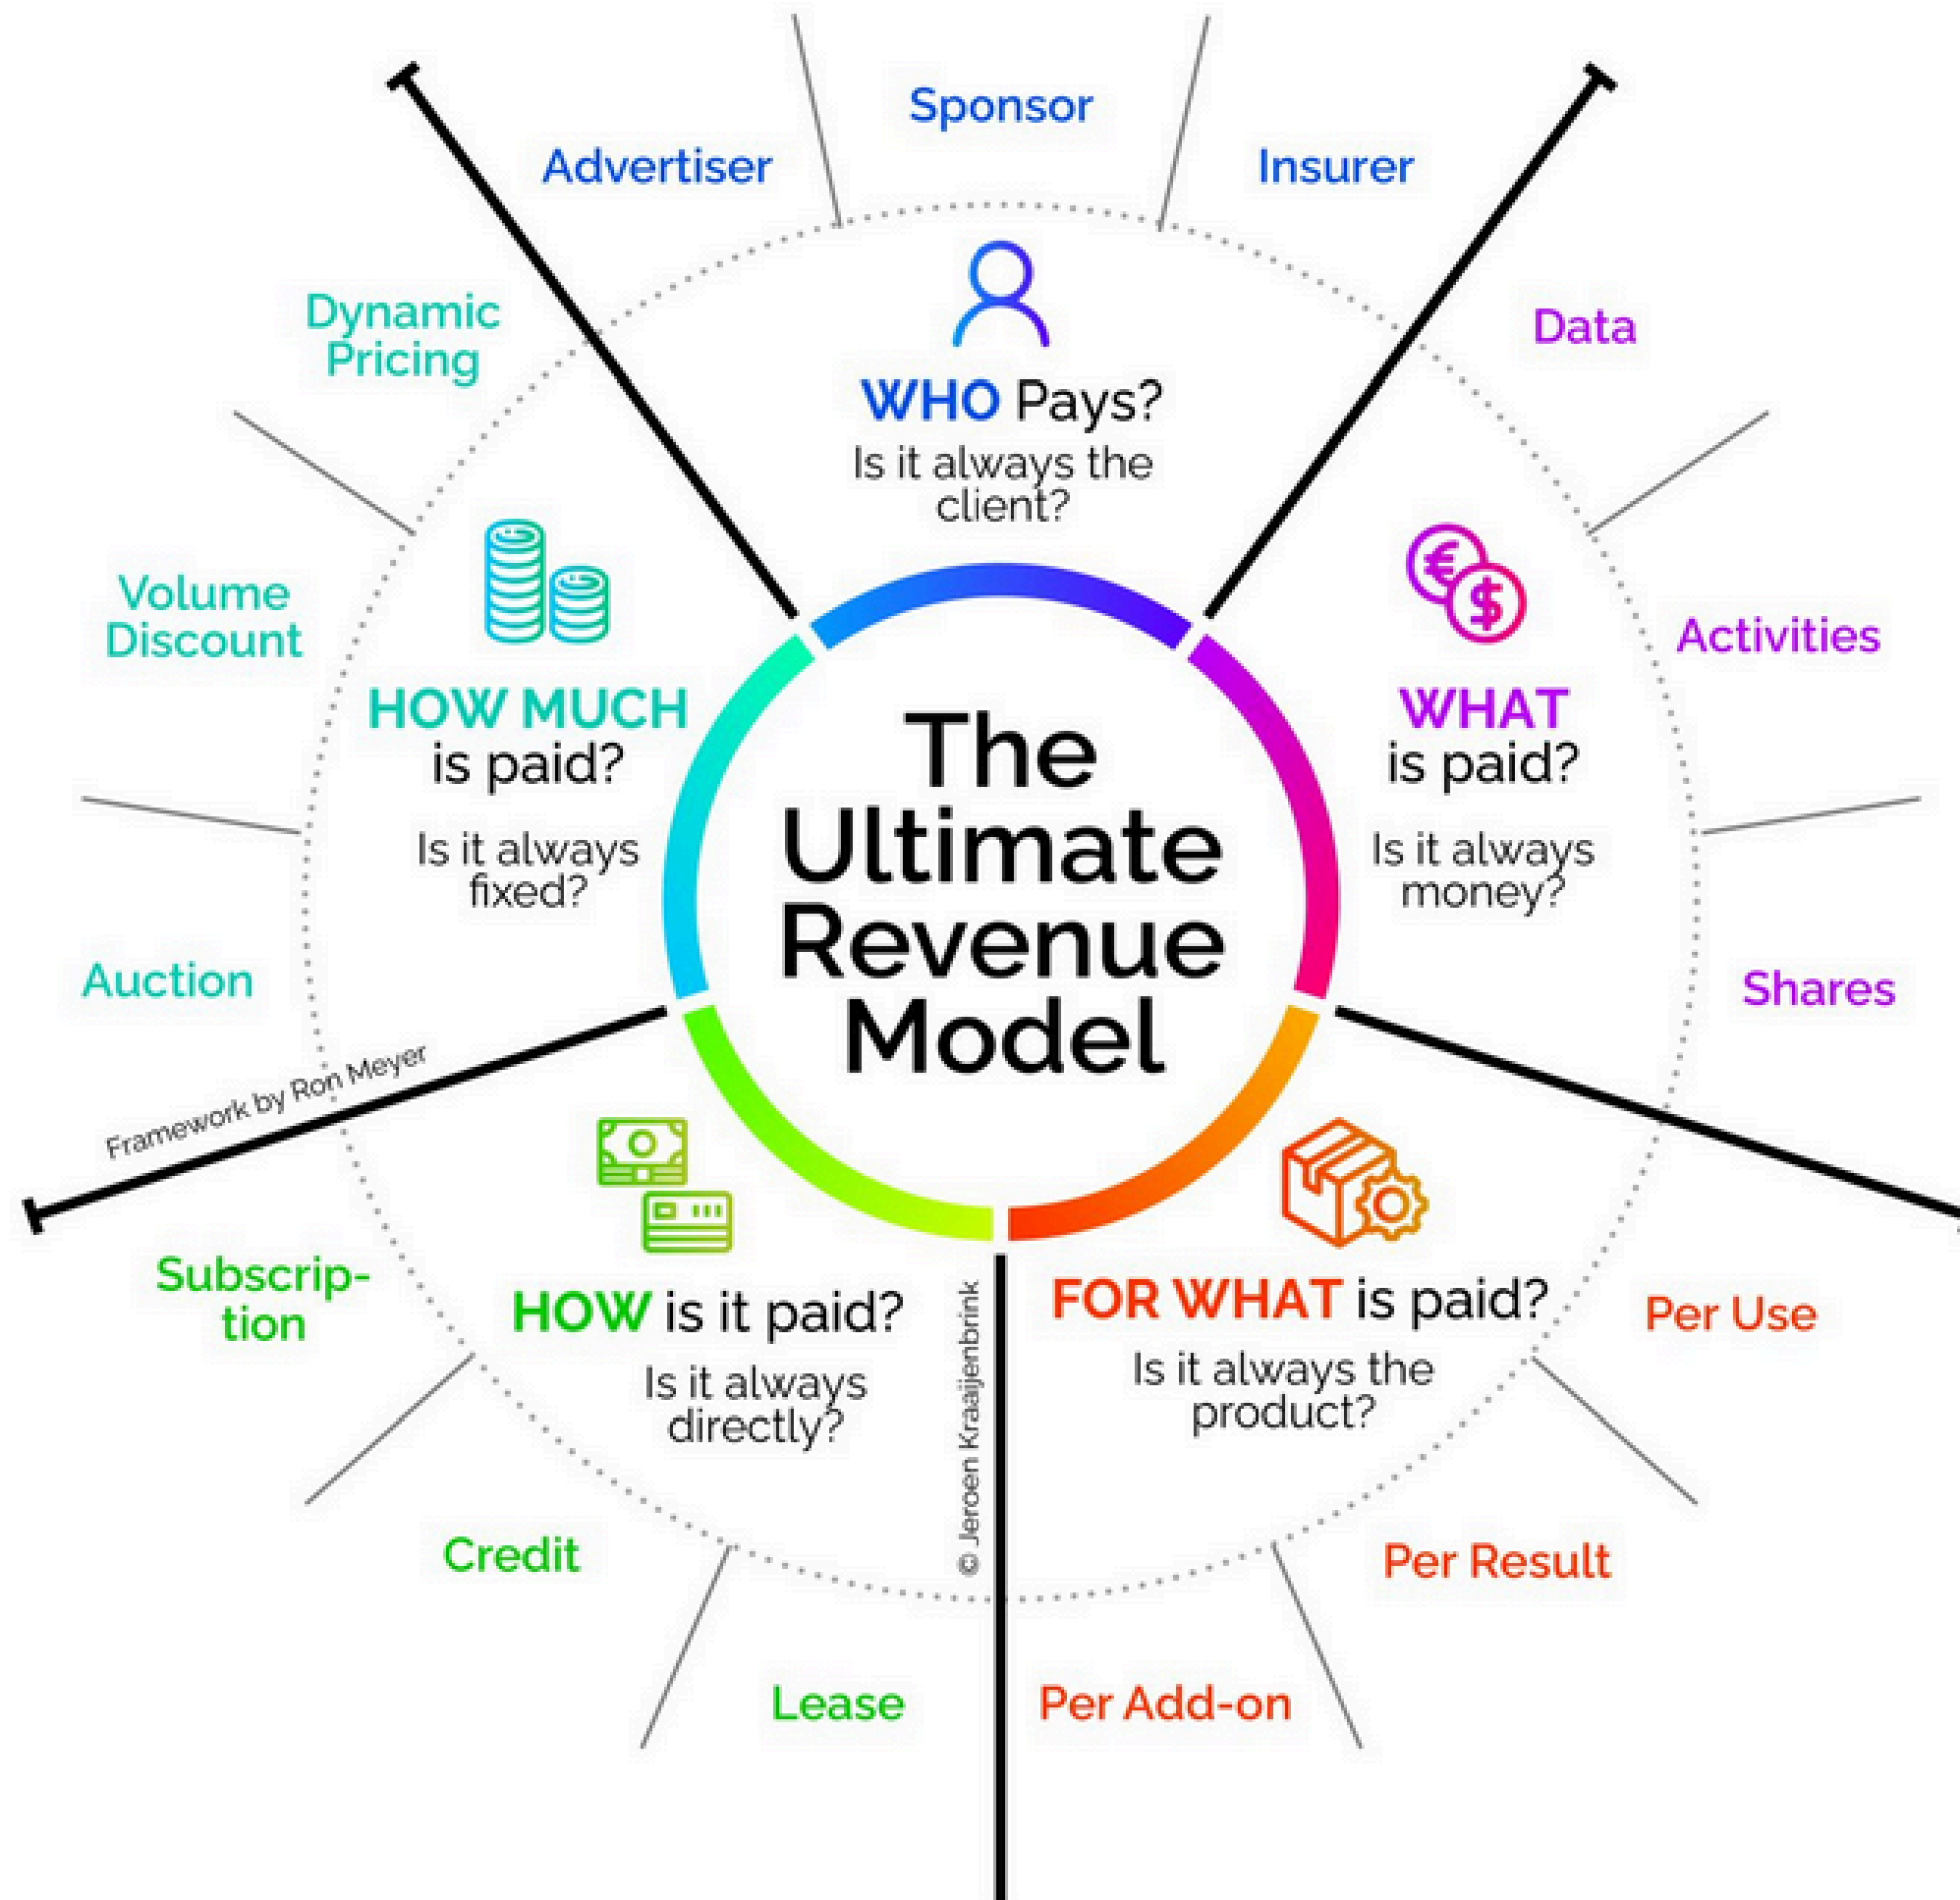 Sponsor
Advertiser
Insurer
Dynamic
Pricing
Data
WHO Pays?
Is it always the
client?
Volume
Discount
Activities
HOW MUCH
is paid?
Is it always
fixed?
WHAT
is paid?
Is it always
money?
The
Ultimate
Revenue
Model
Auction
Shares
Framework by Ron Meyer
Subscrip-
tion
HOW is it paid?
Is it always
directly?
© Jeroen Kraaijenbrink
FOR WHAT is paid?
Is it always the
product?
Per Use
Credit
Per Result
Lease
Per Add-on